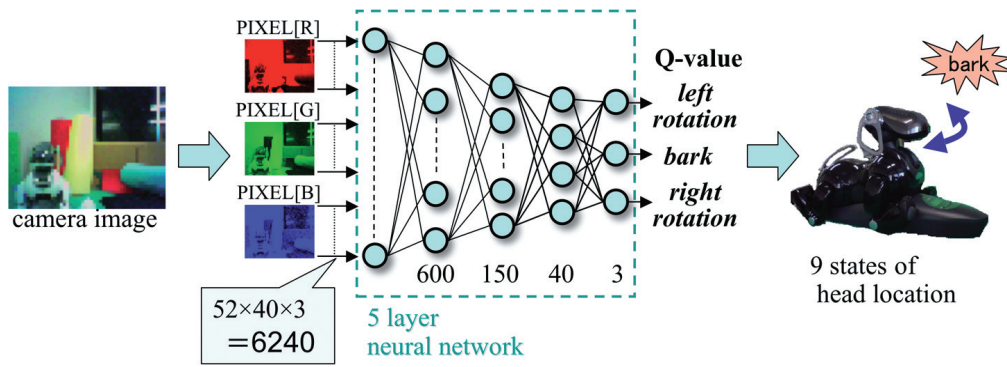 camera image
PIXEL[R]
PIXEL[G]
PIXEL[B]
52×40×3
=6240
600
150
40
3
5 layer
neural network
Q-value
left
rotation
bark
right
rotation
bark
9 states of
head location